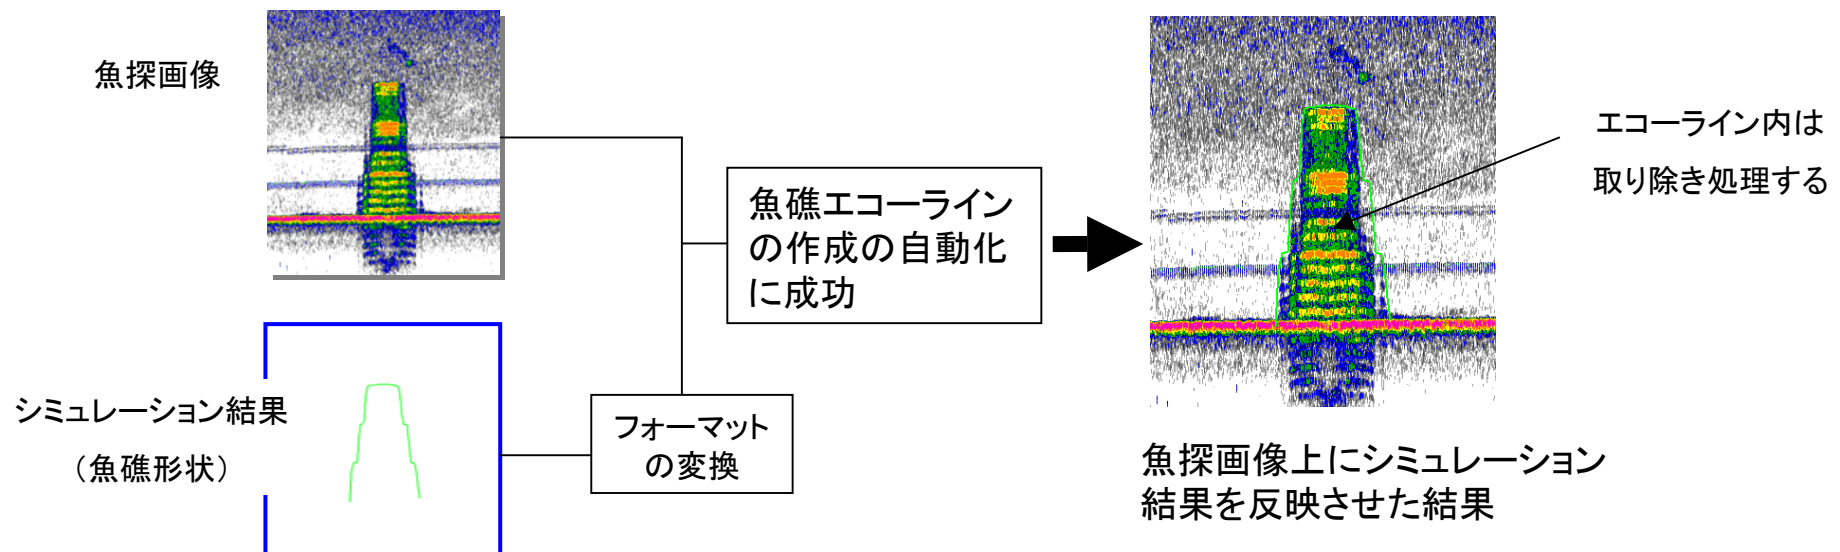 魚探画像
シミュレーション結果
（魚礁形状）
フォーマット
の変換
魚礁エコーライン
の作成の自動化
に成功
エコーライン内は
取り除き処理する
魚探画像上にシミュレーション
結果を反映させた結果